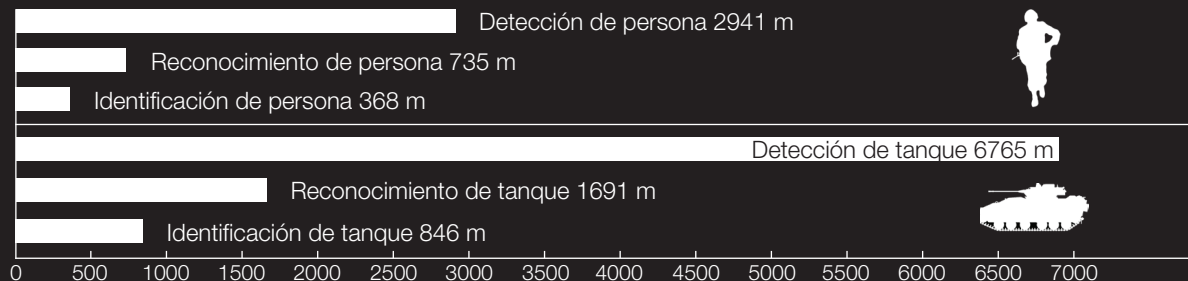 Detección de persona 2941 m
Reconocimiento de persona 735 m
Identificación de persona 368 m
Detección de tanque 6765 m
Reconocimiento de tanque 1691 m
Identificación de tanque 846 m
0 500 1000 1500 2000 2500 3000 3500 4000 4500 5000 5500 6000 6500 7000